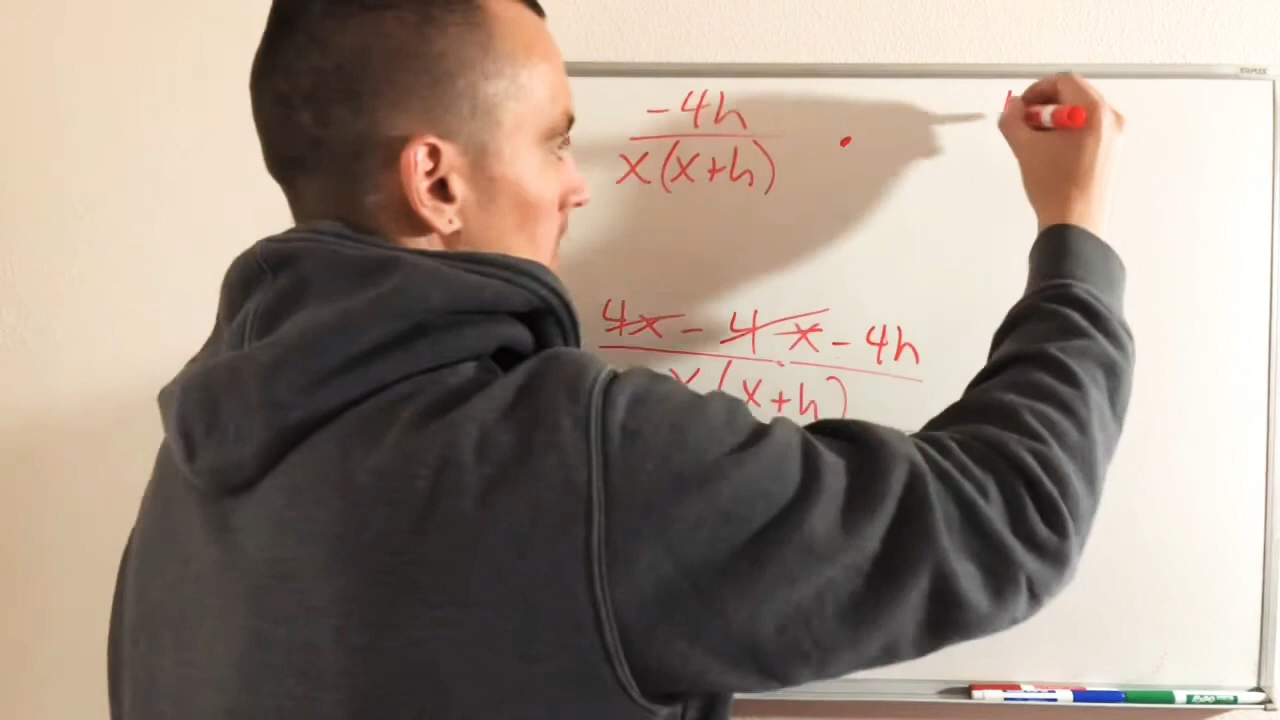 -4h
x(x+h) ·
4x - 4x - 4h
x(x+h)